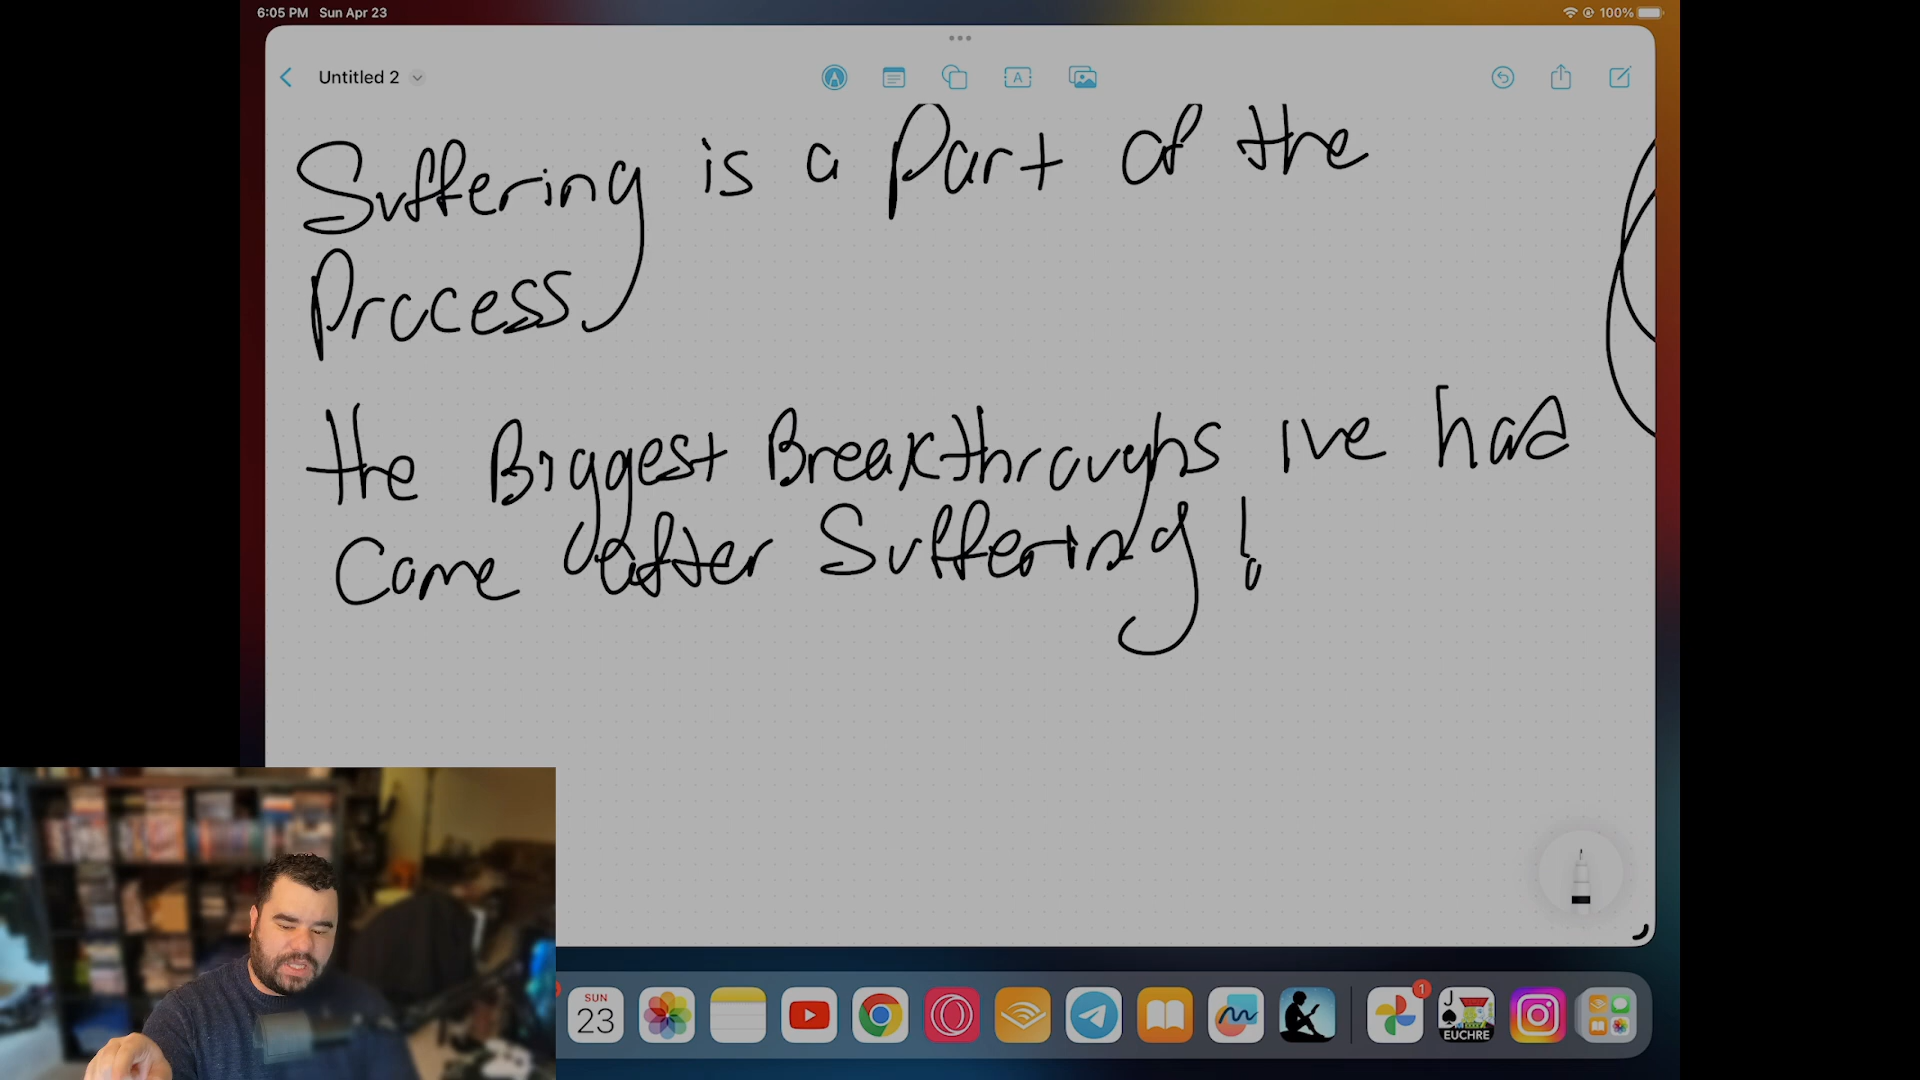 6:05 PM Sun Apr 23
100%
Untitled 2
A
Suffering is a Part of the
Process.
the Biggest Breakthroughs Ive had
Come after Suffering!
SUN
23
1
J
EUCHRE